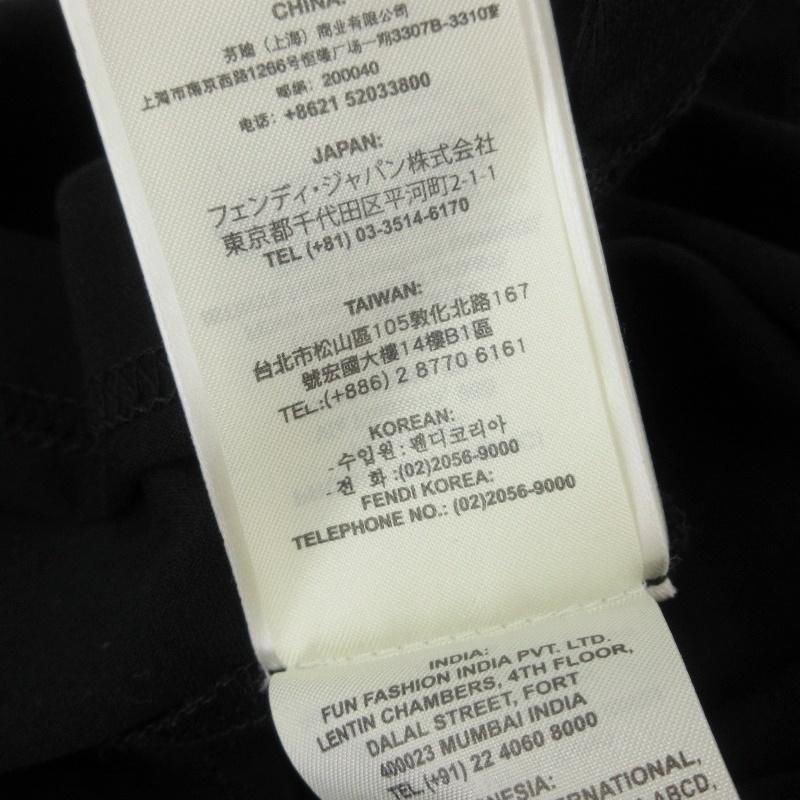 CHINA:
芬迪（上海）商业有限公司
上海市南京西路1266号恒隆广场一期3307B-3310室
邮编: 200040
电话: +8621 52033800
JAPAN:
フェンディ・ジャパン株式会社
東京都千代田区平河町2-1-1
TEL (+81) 03-3514-6170
TAIWAN:
台北市松山區105敦化北路167
號宏國大樓14樓B1區
TEL.:(+886) 2 8770 6161
KOREAN:
- 수입원 : 팬디코리아
- 전 화 :(02)2056-9000
FENDI KOREA:
TELEPHONE NO.: (02)2056-9000
INDIA:
FUN FASHION INDIA PVT. LTD.
LENTIN CHAMBERS, 4TH FLOOR,
DALAL STREET, FORT
400023 MUMBAI INDIA
TEL (+91) 22 4060 8000